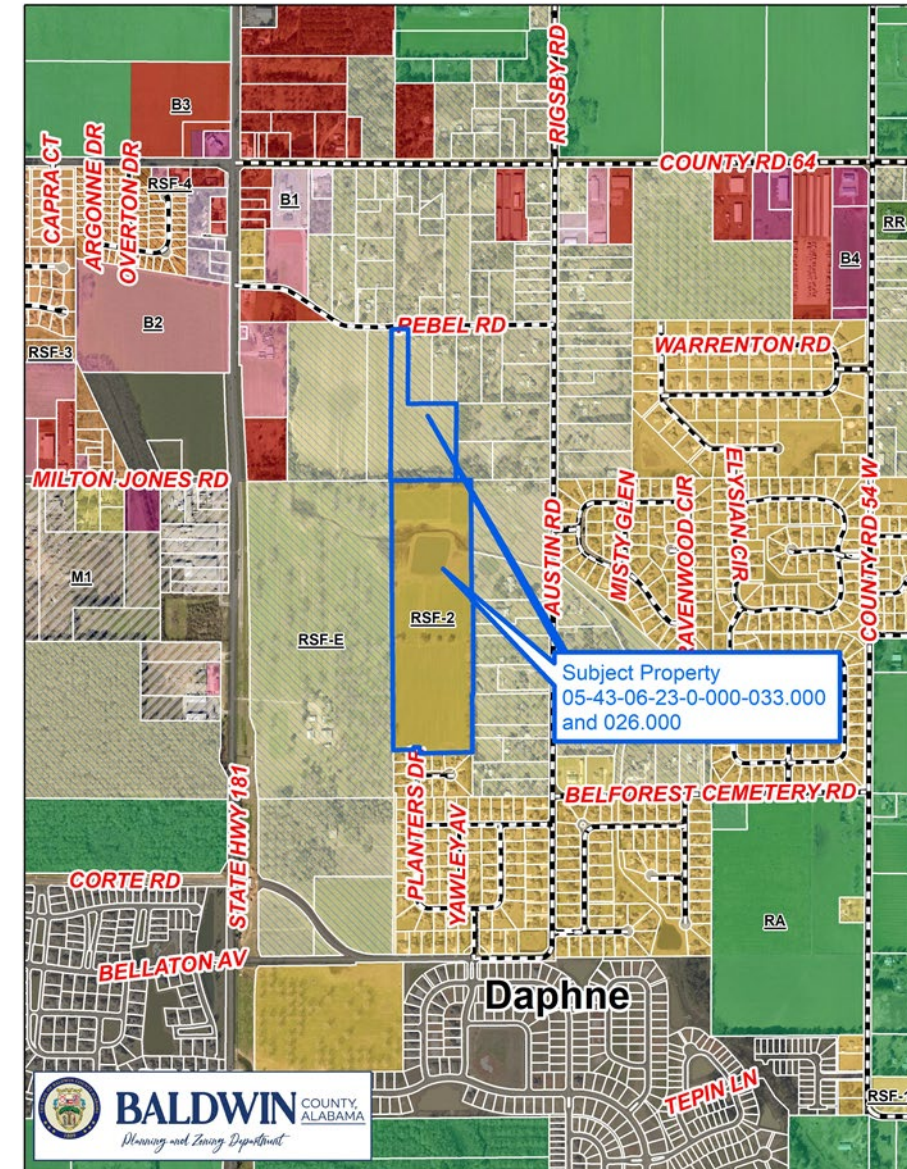 RIGSBY RD
B3
CAPRA CT
ARGONNE DR
OVERTON DR
RSF-4
COUNTY RD 64
B1
B4
RR
B2
REBEL RD
WARRENTON RD
RSF-3
MILTON JONES RD
AUSTIN RD
MISTY GLEN
RAVENWOOD CIR
ELYSIAN CIR
COUNTY RD 54 W
M1
RSF-E
RSF-2
Subject Property
05-43-06-23-0-000-033.000
and 026.000
STATE HWY 181
PLANTERS DR
YAWLEY AV
BELFOREST CEMETERY RD
CORTE RD
RA
BELLATON AV
Daphne
TEPIN LN
RSF-1
BALDWIN COUNTY, ALABAMA
Planning and Zoning Department